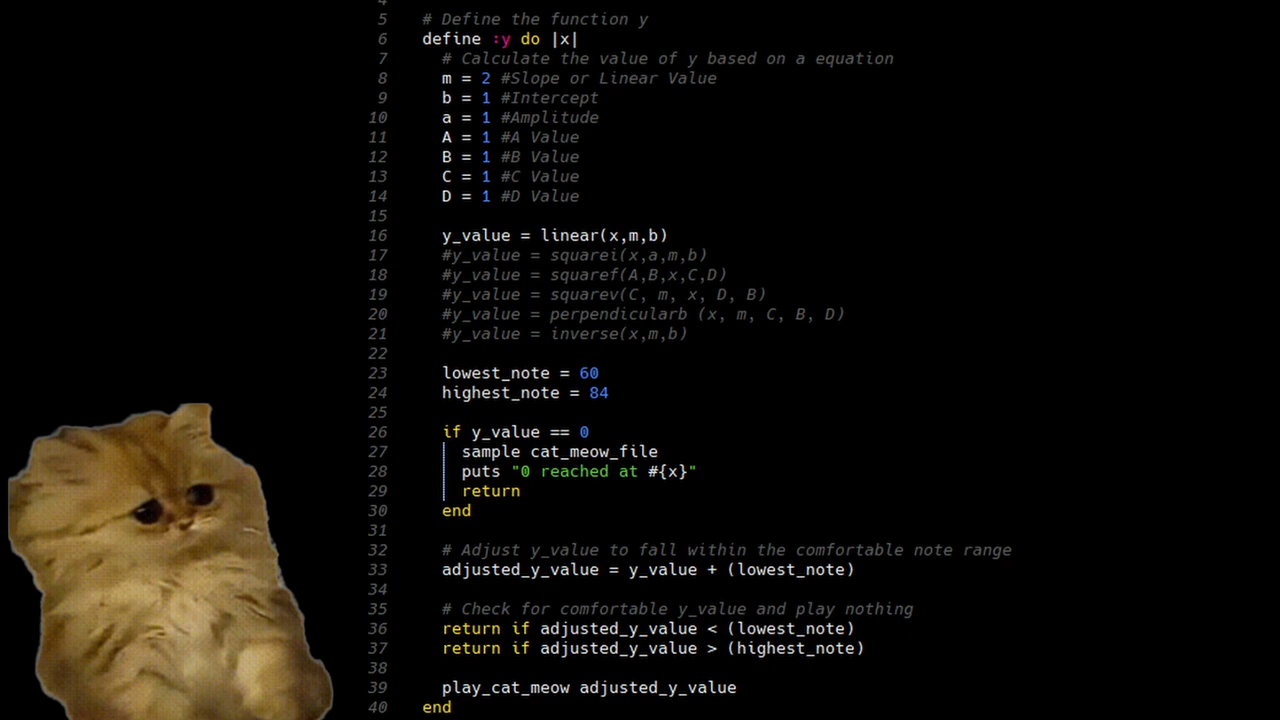 5 # Define the function y
6 define :y do |x|
7 # Calculate the value of y based on a equation
8 m = 2 #Slope or Linear Value
9 b = 1 #Intercept
10 a = 1 #Amplitude
11 A = 1 #A Value
12 B = 1 #B Value
13 C = 1 #C Value
14 D = 1 #D Value
15
16 y_value = linear(x,m,b)
17 #y_value = squarei(x,a,m,b)
18 #y_value = squaref(A,B,x,C,D)
19 #y_value = squarev(C, m, x, D, B)
20 #y_value = perpendicularb (x, m, C, B, D)
21 #y_value = inverse(x,m,b)
22
23 lowest_note = 60
24 highest_note = 84
25
26 if y_value == 0
27 sample cat_meow_file
28 puts "0 reached at #{x}"
29 return
30 end
31
32 # Adjust y_value to fall within the comfortable note range
33 adjusted_y_value = y_value + (lowest_note)
34
35 # Check for comfortable y_value and play nothing
36 return if adjusted_y_value < (lowest_note)
37 return if adjusted_y_value > (highest_note)
38
39 play_cat_meow adjusted_y_value
40 end